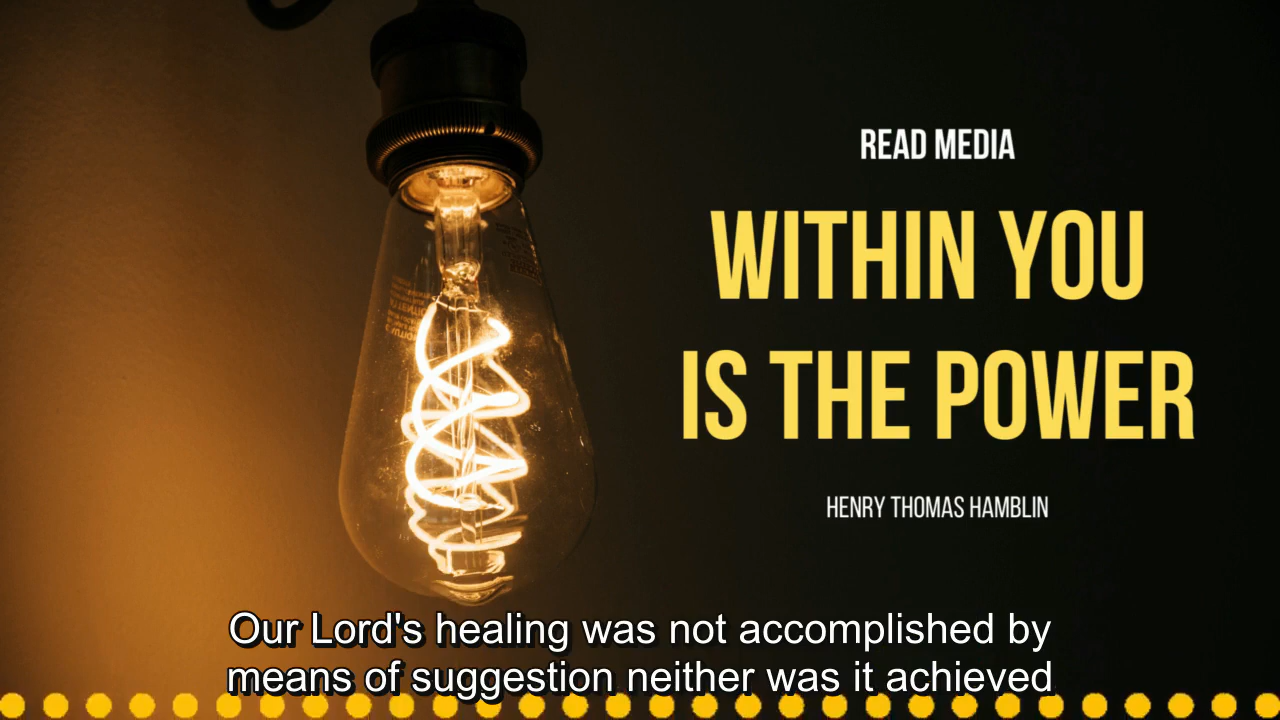 READ MEDIA
WITHIN YOU
IS THE POWER
HENRY THOMAS HAMBLIN
Our Lord's healing was not accomplished by
means of suggestion neither was it achieved